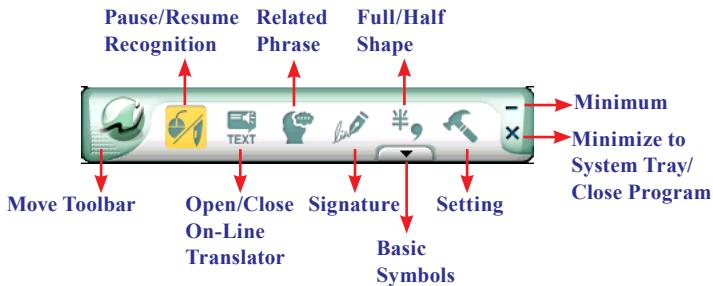 Pause/Resume
Recognition
Related
Phrase
Full/Half
Shape
TEXT
半
Minimum
Minimize to
System Tray/
Close Program
Move Toolbar
Open/Close
On-Line
Translator
Signature
Setting
Basic
Symbols